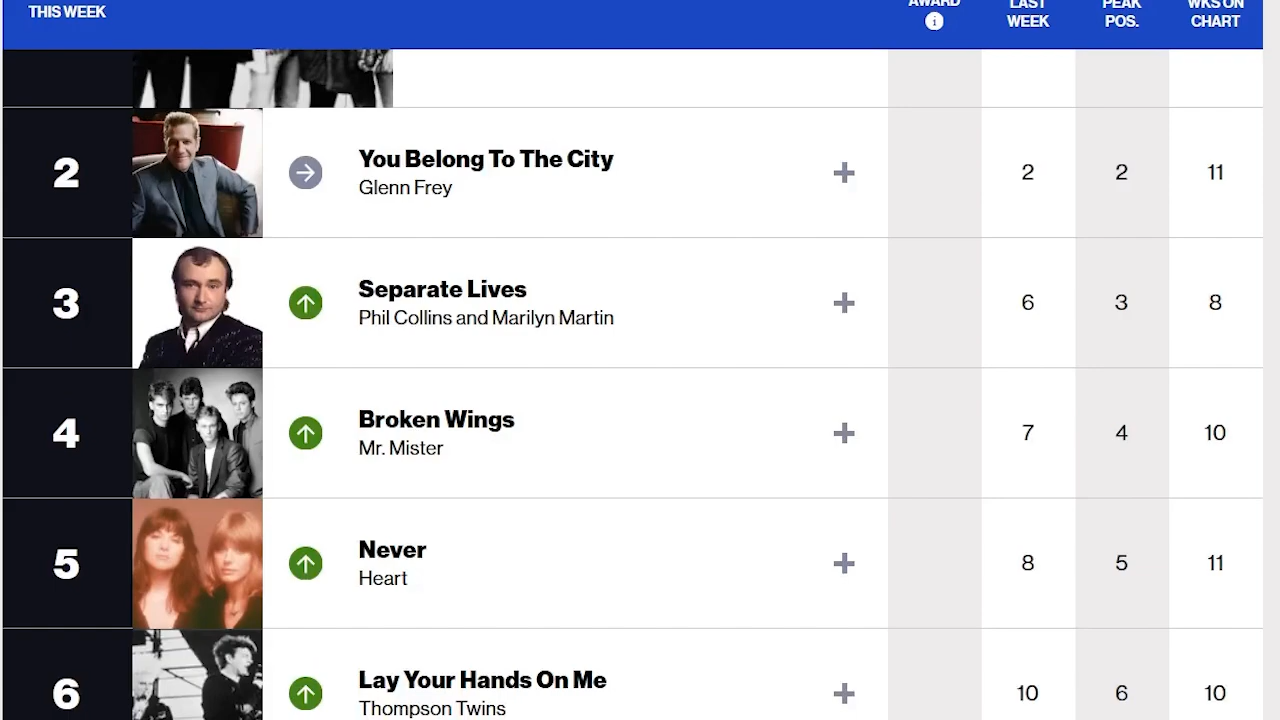 THIS WEEK
AWARD
i
LAST
WEEK
PEAK
POS.
WKS ON
CHART
2
You Belong To The City
Glenn Frey
2
2
11
3
Separate Lives
Phil Collins and Marilyn Martin
6
3
8
4
Broken Wings
Mr. Mister
7
4
10
5
Never
Heart
8
5
11
6
Lay Your Hands On Me
Thompson Twins
10
6
10